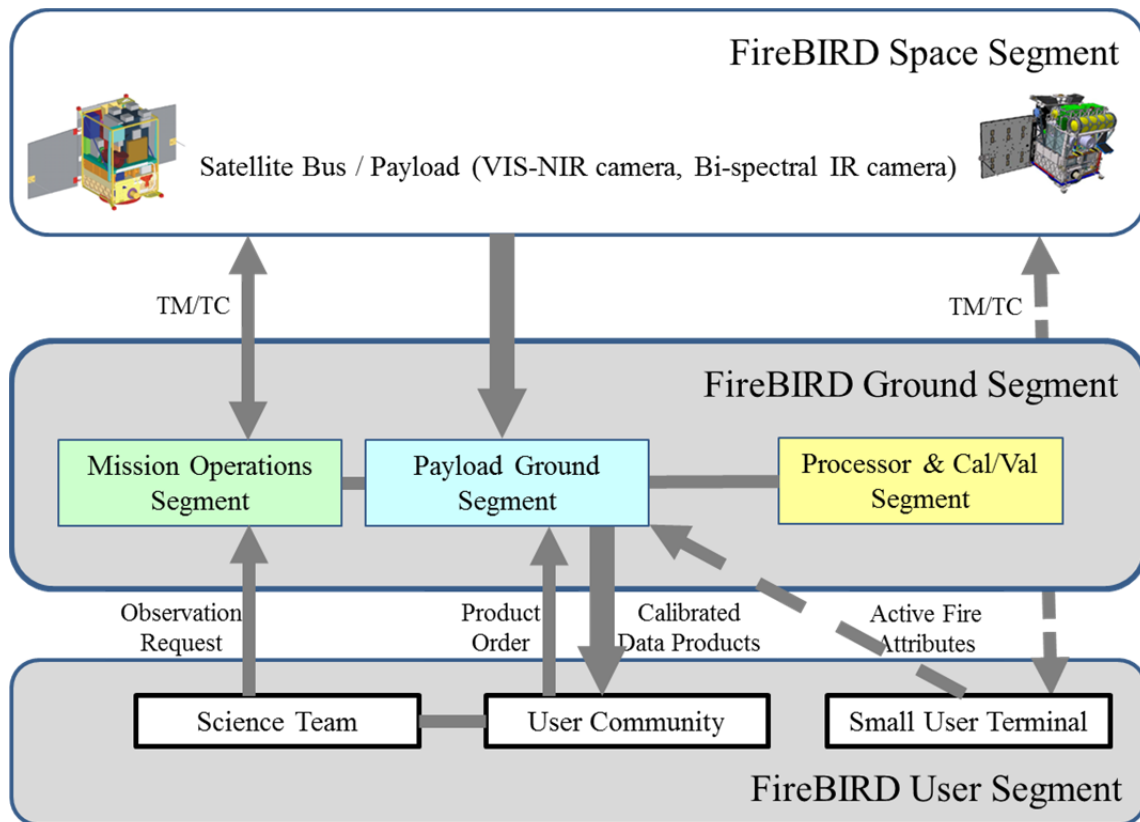 FireBIRD Space Segment
Satellite Bus / Payload (VIS-NIR camera, Bi-spectral IR camera)
TM/TC
TM/TC
FireBIRD Ground Segment
Mission Operations
Segment
Payload Ground
Segment
Processor & Cal/Val
Segment
Observation
Request
Product
Order
Calibrated
Data Products
Active Fire
Attributes
Science Team
User Community
Small User Terminal
FireBIRD User Segment